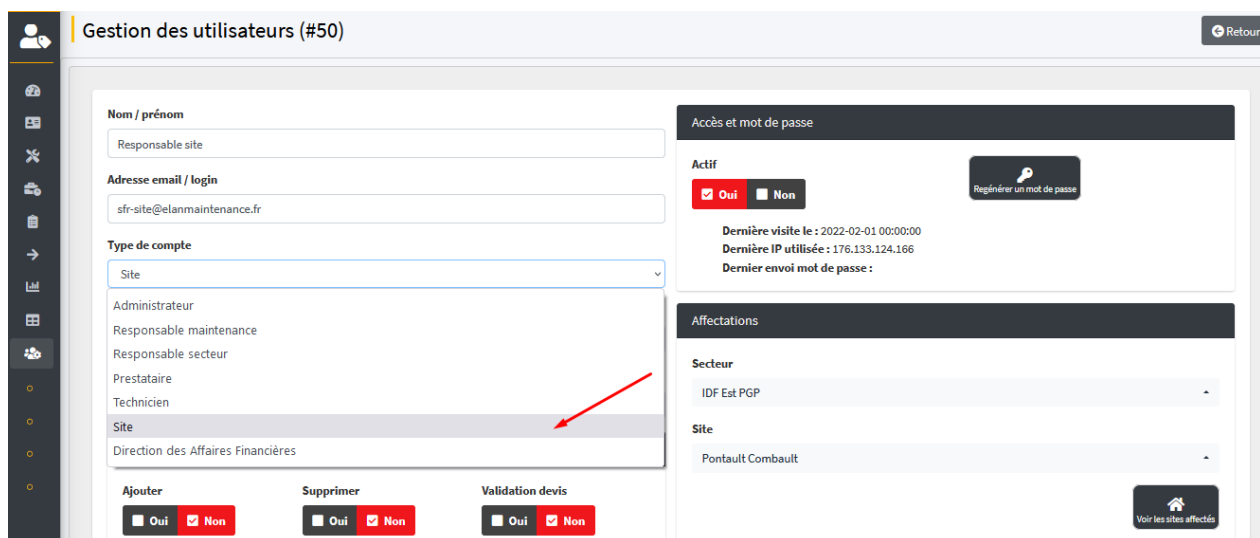 Gestion des utilisateurs (#50)
Retour
Nom / prénom
Responsable site
Adresse email / login
sfr-site@elanmaintenance.fr
Type de compte
Site
Administrateur
Responsable maintenance
Responsable secteur
Prestataire
Technicien
Site
Direction des Affaires Financières
Ajouter Supprimer Validation devis
Oui Non Oui Non Oui Non
Accès et mot de passe
Actif
Oui Non
Regénérer un mot de passe
Dernière visite le : 2022-02-01 00:00:00
Dernière IP utilisée : 176.133.124.166
Dernier envoi mot de passe :
Affectations
Secteur
IDF Est PGP
Site
Pontault Combault
Voir les sites affectés